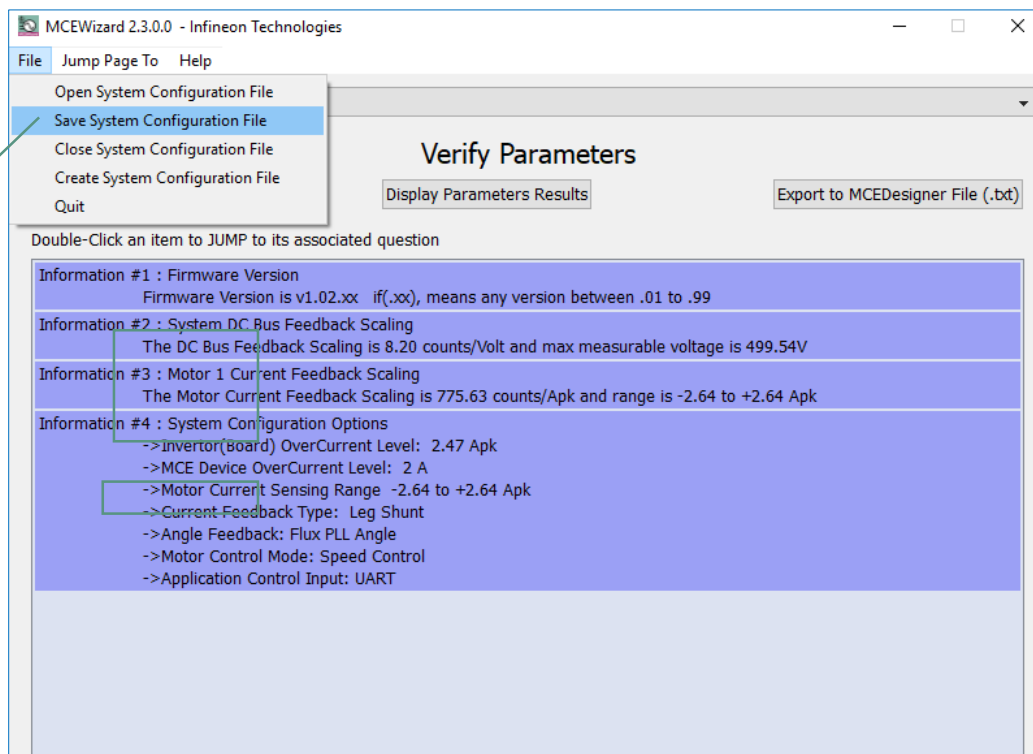 MCEWizard 2.3.0.0 - Infineon Technologies
File Jump Page To Help
Open System Configuration File
Save System Configuration File
Close System Configuration File
Create System Configuration File
Quit
Verify Parameters
Display Parameters Results
Export to MCEDesigner File (.txt)
Double-Click an item to JUMP to its associated question
Information #1 : Firmware Version
Firmware Version is v1.02.xx if(.xx), means any version between .01 to .99
Information #2 : System DC Bus Feedback Scaling
The DC Bus Feedback Scaling is 8.20 counts/Volt and max measurable voltage is 499.54V
Information #3 : Motor 1 Current Feedback Scaling
The Motor Current Feedback Scaling is 775.63 counts/Apk and range is -2.64 to +2.64 Apk
Information #4 : System Configuration Options
->Invertor(Board) OverCurrent Level: 2.47 Apk
->MCE Device OverCurrent Level: 2 A
->Motor Current Sensing Range -2.64 to +2.64 Apk
->Current Feedback Type: Leg Shunt
->Angle Feedback: Flux PLL Angle
->Motor Control Mode: Speed Control
->Application Control Input: UART